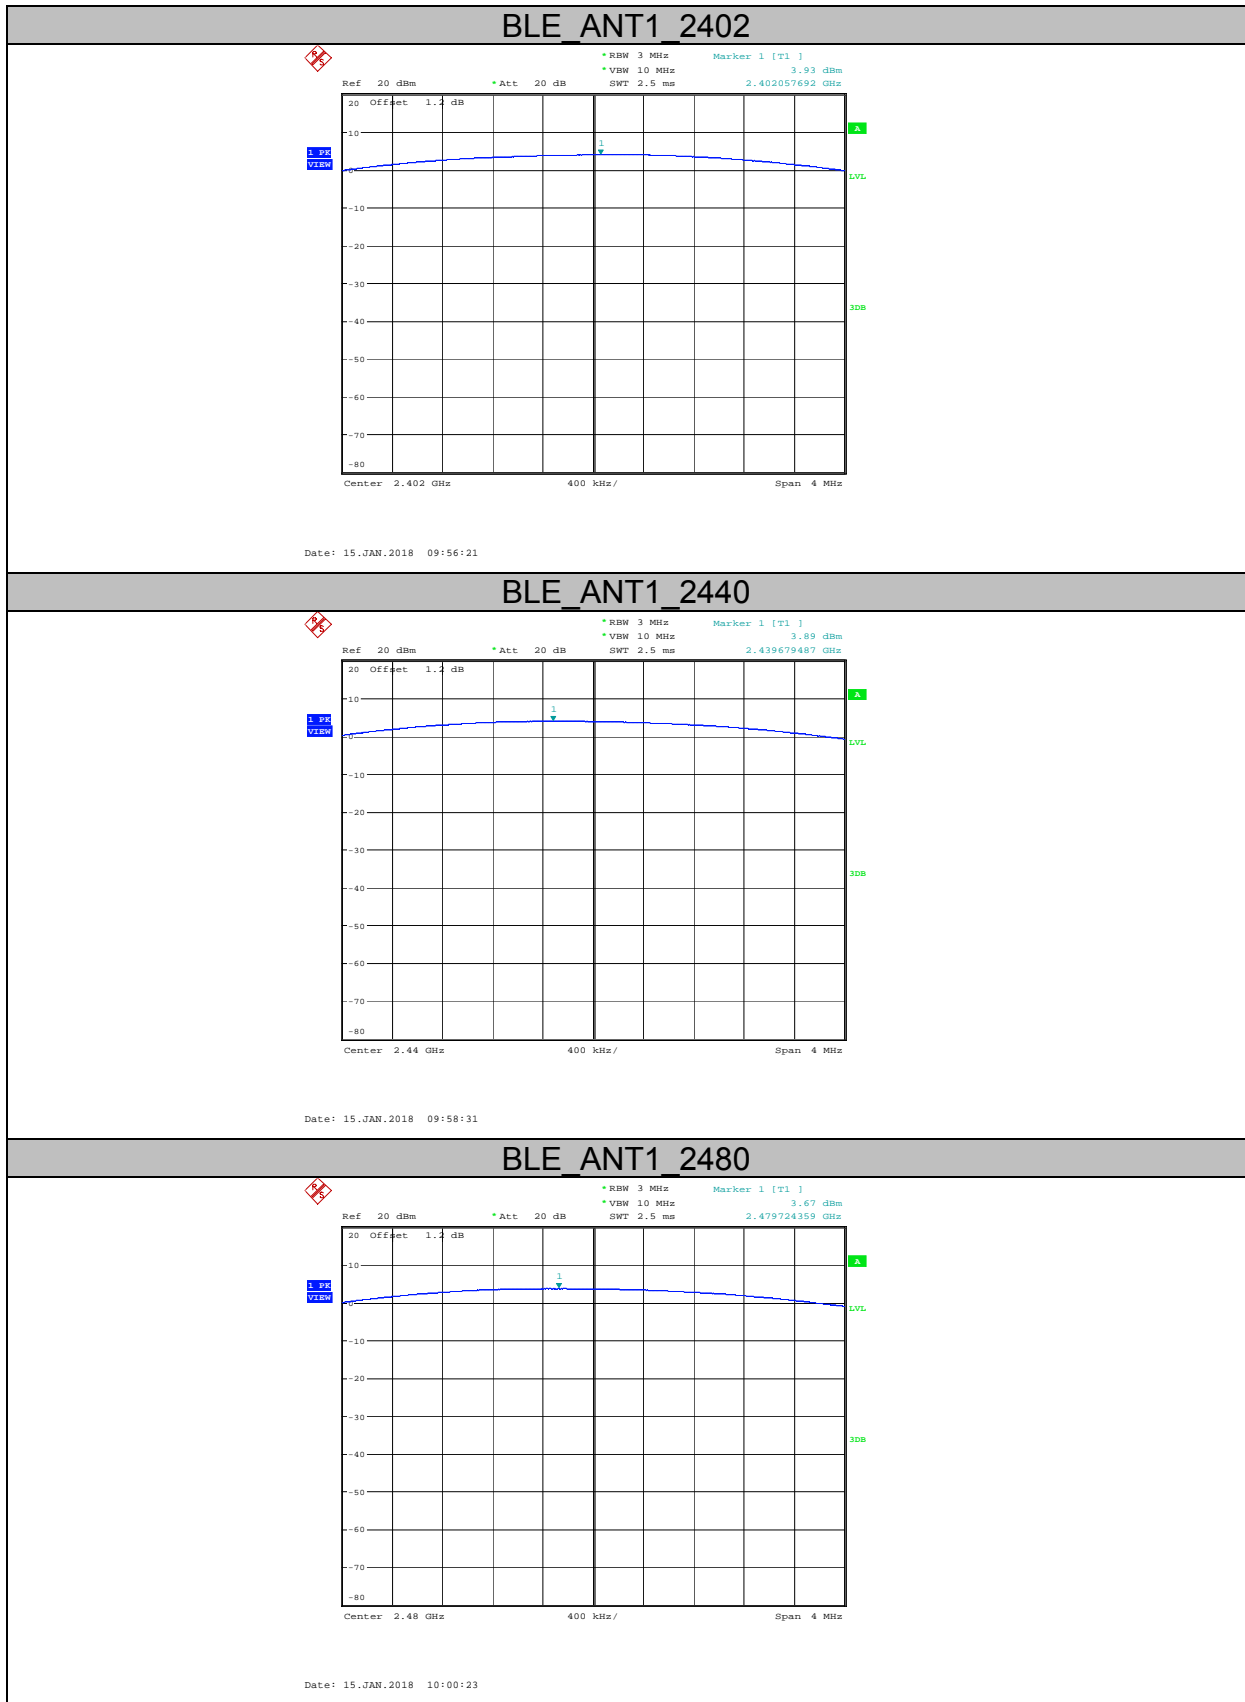 BLE_ANT1_2402
R S
*RBW 3 MHz Marker 1 [T1 ]
*VBW 10 MHz 3.93 dBm
Ref 20 dBm *Att 20 dB SWT 2.5 ms 2.402057692 GHz
20 Offset 1.2 dB
A
10
1
1 PK
VIEW
0
LVL
-10
-20
-30
3DB
-40
-50
-60
-70
-80
Center 2.402 GHz 400 kHz/ Span 4 MHz
Date: 15.JAN.2018 09:56:21
BLE_ANT1_2440
R S
*RBW 3 MHz Marker 1 [T1 ]
*VBW 10 MHz 3.89 dBm
Ref 20 dBm *Att 20 dB SWT 2.5 ms 2.439679487 GHz
20 Offset 1.2 dB
A
10
1
1 PK
VIEW
0
LVL
-10
-20
-30
3DB
-40
-50
-60
-70
-80
Center 2.44 GHz 400 kHz/ Span 4 MHz
Date: 15.JAN.2018 09:58:31
BLE_ANT1_2480
R S
*RBW 3 MHz Marker 1 [T1 ]
*VBW 10 MHz 3.67 dBm
Ref 20 dBm *Att 20 dB SWT 2.5 ms 2.479724359 GHz
20 Offset 1.2 dB
A
10
1
1 PK
VIEW
0
LVL
-10
-20
-30
3DB
-40
-50
-60
-70
-80
Center 2.48 GHz 400 kHz/ Span 4 MHz
Date: 15.JAN.2018 10:00:23